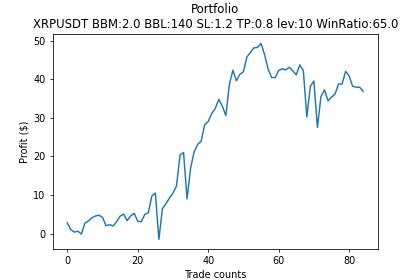 Portfolio
XRPUSDT BBM:2.0 BBL:140 SL:1.2 TP:0.8 lev:10 WinRatio:65.0
50
40
30
20
10
0
Profit ($)
0 20 40 60 80
Trade counts